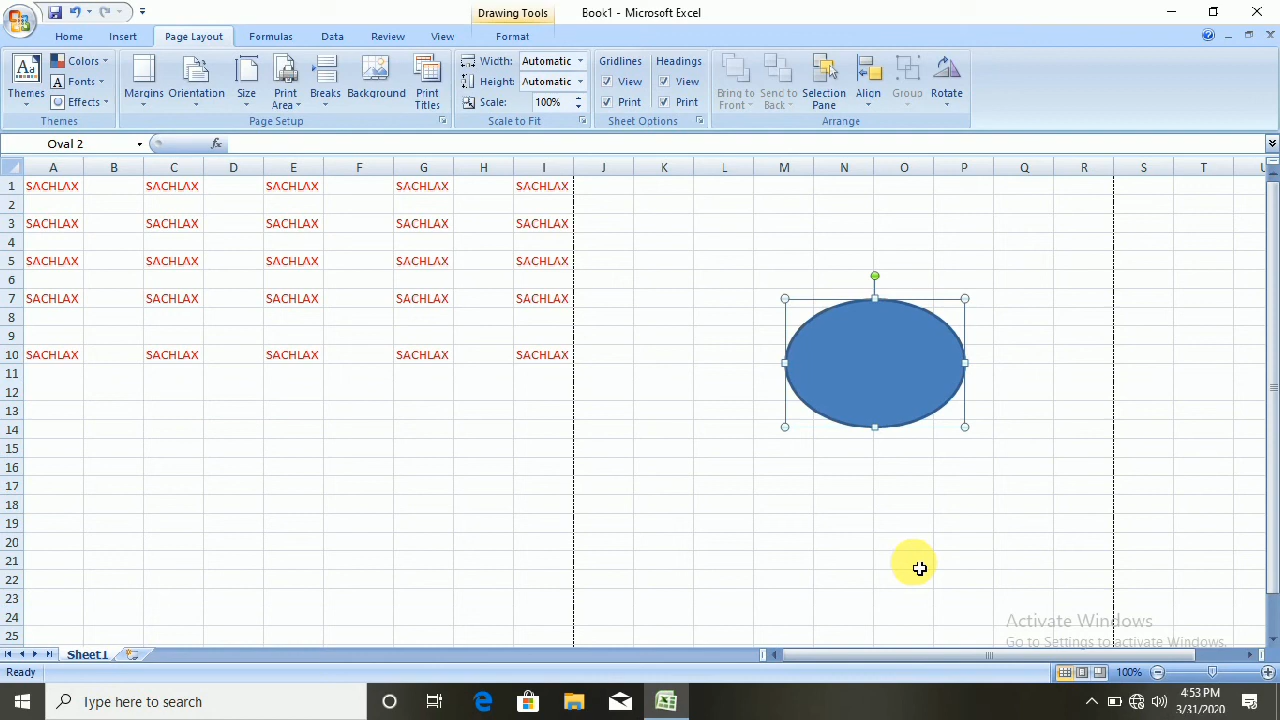 Drawing Tools Book1 - Microsoft Excel
Home Insert Page Layout Formulas Data Review View Format
Aa Themes Colors Fonts Effects
Margins Orientation Size Print Area Breaks Background Print Titles
Width: Automatic
Height: Automatic
Scale: 100%
Gridlines View Print
Headings View Print
Bring to Front Send to Back Selection Pane Align Group Rotate
Themes Page Setup Scale to Fit Sheet Options Arrange
Oval 2 fx
A B C D E F G H I J K L M N O P Q R S T U
1 SACHLAX SACHLAX SACHLAX SACHLAX SACHLAX
2
3 SACHLAX SACHLAX SACHLAX SACHLAX SACHLAX
4
5 SACHLAX SACHLAX SACHLAX SACHLAX SACHLAX
6
7 SACHLAX SACHLAX SACHLAX SACHLAX SACHLAX
8
9
10 SACHLAX SACHLAX SACHLAX SACHLAX SACHLAX
11
12
13
14
15
16
17
18
19
20
21
22
23
24
25
Activate Windows
Go to Settings to activate Windows.
Sheet1
Ready 100%
Type here to search
4:53 PM
3/31/2020